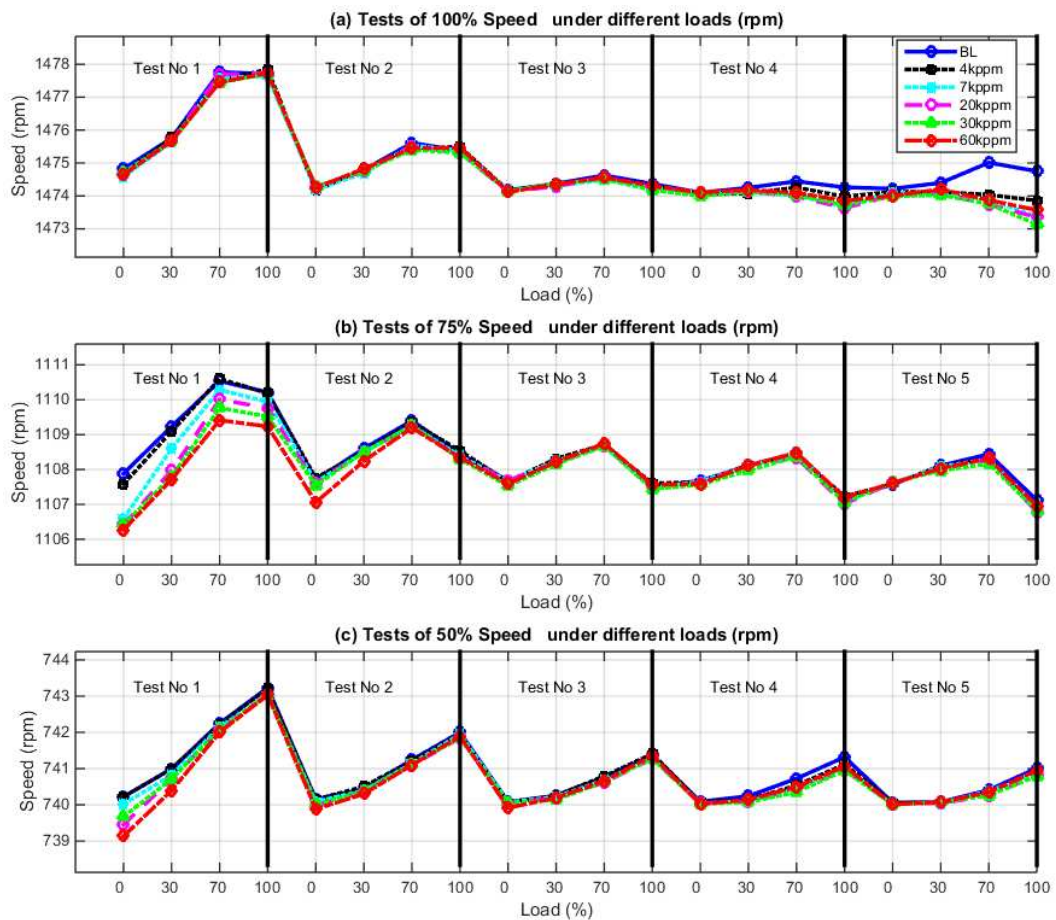 (a) Tests of 100% Speed under different loads (rpm)
1478
1477
1476
1475
1474
1473
Speed (rpm)
Test No 1
Test No 2
Test No 3
Test No 4
BL
4kppm
7kppm
20kppm
30kppm
60kppm
0 30 70 100 0 30 70 100 0 30 70 100 0 30 70 100 0 30 70 100
Load (%)
(b) Tests of 75% Speed under different loads (rpm)
1111
1110
1109
1108
1107
1106
Speed (rpm)
Test No 1
Test No 2
Test No 3
Test No 4
Test No 5
0 30 70 100 0 30 70 100 0 30 70 100 0 30 70 100 0 30 70 100
Load (%)
(c) Tests of 50% Speed under different loads (rpm)
744
743
742
741
740
739
Speed (rpm)
Test No 1
Test No 2
Test No 3
Test No 4
Test No 5
0 30 70 100 0 30 70 100 0 30 70 100 0 30 70 100 0 30 70 100
Load (%)